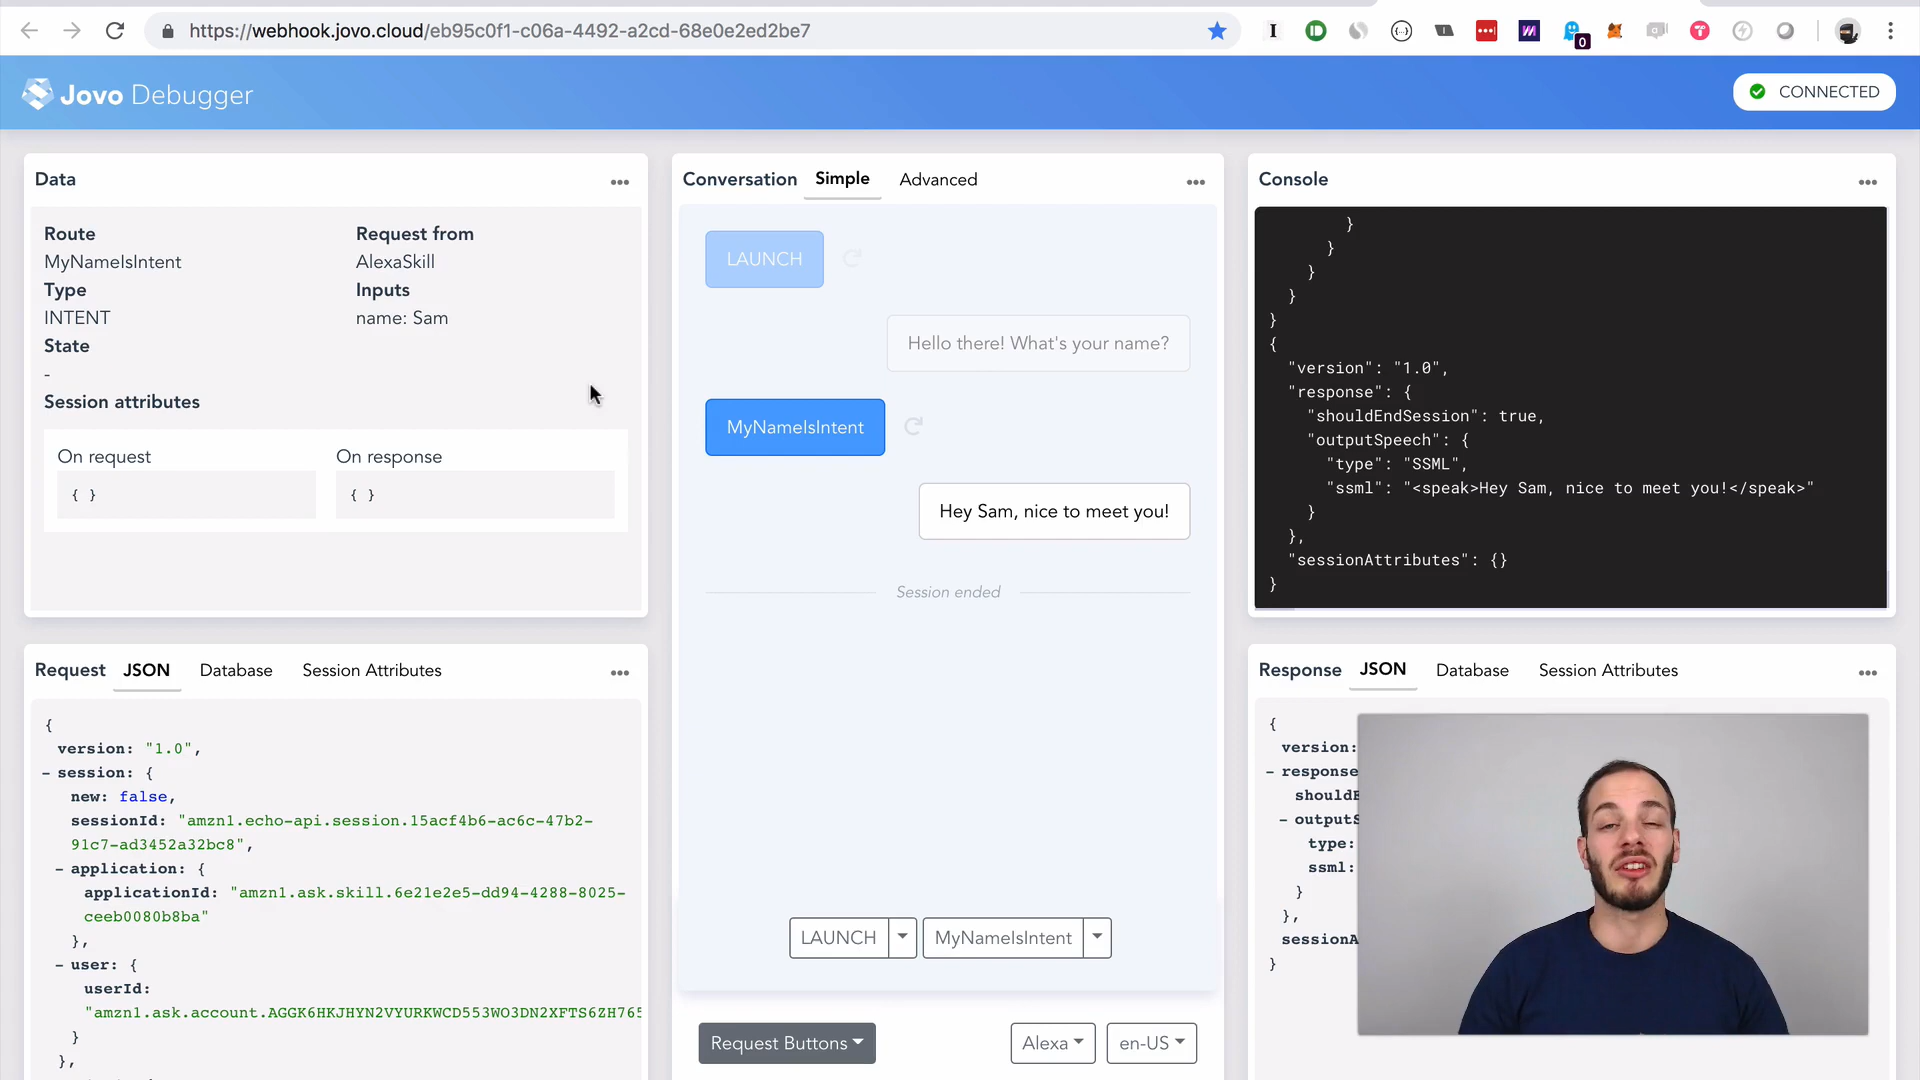 https://webhook.jovo.cloud/eb95c0f1-c06a-4492-a2cd-68e0e2ed2be7
0
Jovo Debugger
CONNECTED
Data
Route
MyNameIsIntent
Type
INTENT
State
-
Request from
AlexaSkill
Inputs
name: Sam
Session attributes
On request
{ }
On response
{ }
Conversation Simple Advanced
LAUNCH
Hello there! What's your name?
MyNameIsIntent
Hey Sam, nice to meet you!
Session ended
LAUNCH
MyNameIsIntent
Request Buttons
Alexa
en-US
Console
}
}
}
}
}
{
"version": "1.0",
"response": {
"shouldEndSession": true,
"outputSpeech": {
"type": "SSML",
"ssml": "<speak>Hey Sam, nice to meet you!</speak>"
}
},
"sessionAttributes": {}
}
Request JSON Database Session Attributes
{
version: "1.0",
- session: {
new: false,
sessionId: "amzn1.echo-api.session.15acf4b6-ac6c-47b2-
91c7-ad3452a32bc8",
- application: {
applicationId: "amzn1.ask.skill.6e21e2e5-dd94-4288-8025-
ceeb0080b8ba"
},
- user: {
userId:
"amzn1.ask.account.AGGK6HKJHYN2VYURKWCD553WO3DN2XFTS6ZH765
}
},
Response JSON Database Session Attributes
{
version:
- response
shouldE
- outputS
type:
ssml:
}
},
sessionA
}